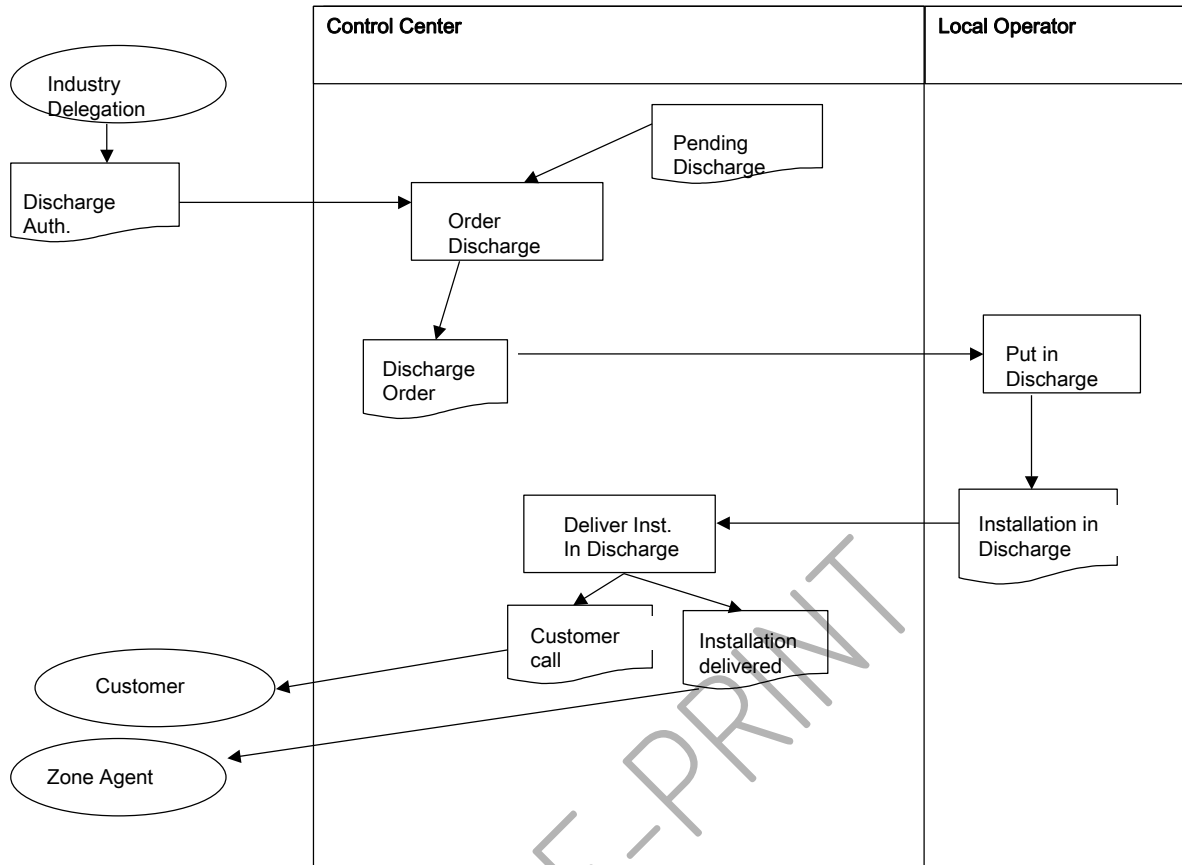 Control Center
Local Operator
Industry
Delegation
Pending
Discharge
Discharge
Auth.
Order
Discharge
Discharge
Order
Put in
Discharge
Deliver Inst.
In Discharge
Installation in
Discharge
Customer
call
Installation
delivered
Customer
Zone Agent
E-PRINT